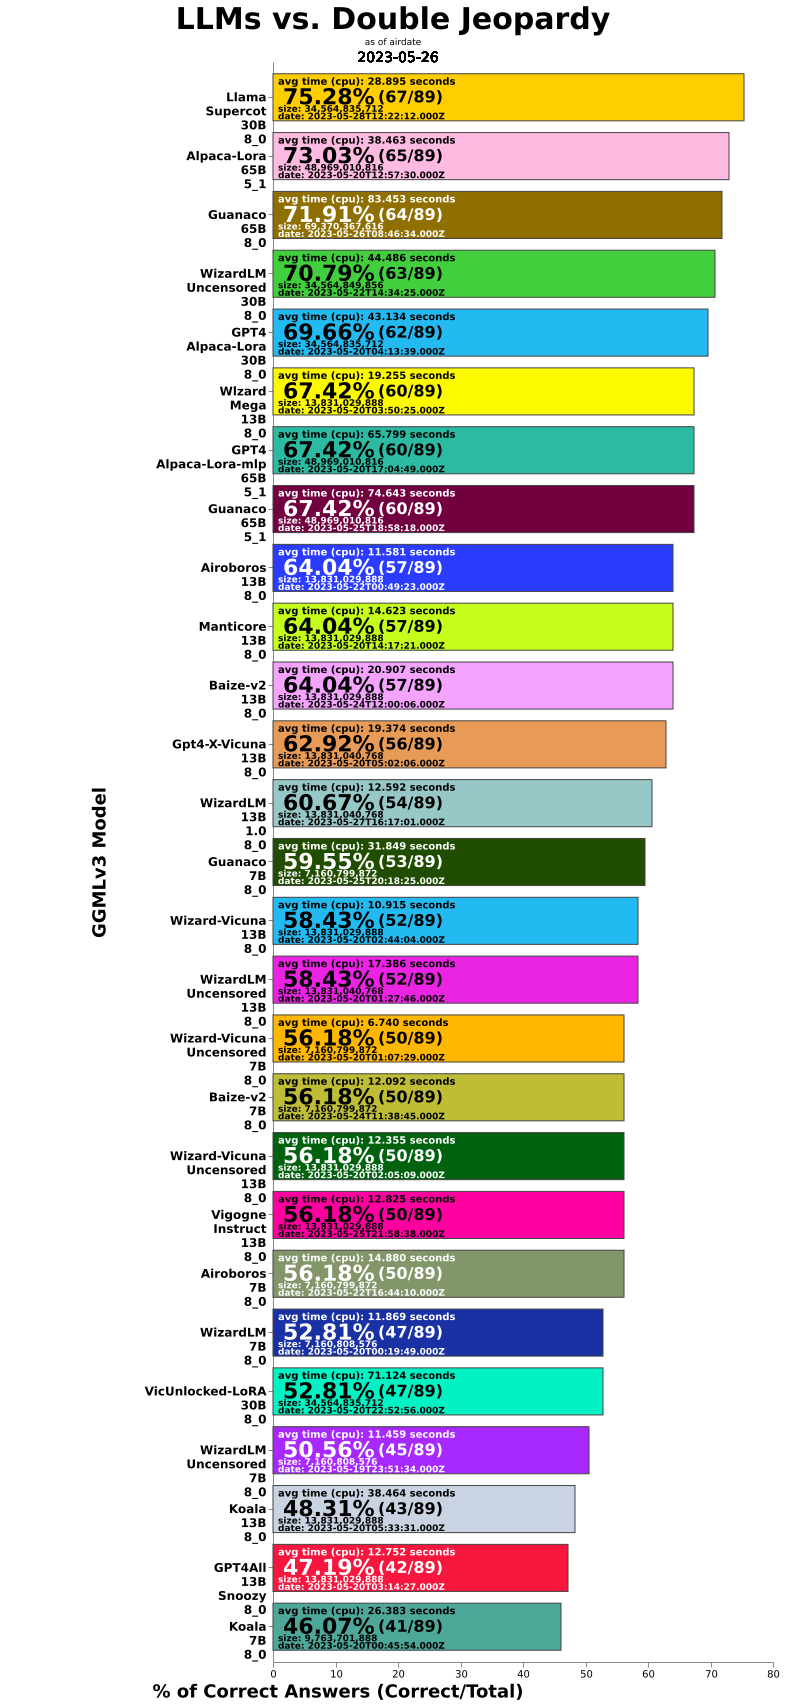 LLMs vs. Double Jeopardy
as of airdate
2023-05-26
Llama
Supercot
30B
8_0
avg time (cpu): 28.895 seconds
75.28% (67/89)
size: 34,564,835,712
date: 2023-05-28T12:22:12.000Z
Alpaca-Lora
65B
5_1
avg time (cpu): 38.463 seconds
73.03% (65/89)
size: 48,969,010,816
date: 2023-05-20T12:57:30.000Z
Guanaco
65B
8_0
avg time (cpu): 83.453 seconds
71.91% (64/89)
size: 69,370,367,616
date: 2023-05-26T08:46:34.000Z
WizardLM
Uncensored
30B
8_0
avg time (cpu): 44.486 seconds
70.79% (63/89)
size: 34,564,849,856
date: 2023-05-22T14:34:25.000Z
GPT4
Alpaca-Lora
30B
8_0
avg time (cpu): 43.134 seconds
69.66% (62/89)
size: 34,564,835,712
date: 2023-05-20T04:13:39.000Z
WIzard
Mega
13B
8_0
avg time (cpu): 19.255 seconds
67.42% (60/89)
size: 13,831,029,888
date: 2023-05-20T03:50:25.000Z
GPT4
Alpaca-Lora-mlp
65B
5_1
avg time (cpu): 65.799 seconds
67.42% (60/89)
size: 48,969,010,816
date: 2023-05-20T17:04:49.000Z
Guanaco
65B
5_1
avg time (cpu): 74.643 seconds
67.42% (60/89)
size: 48,969,010,816
date: 2023-05-25T18:58:18.000Z
Airoboros
13B
8_0
avg time (cpu): 11.581 seconds
64.04% (57/89)
size: 13,831,029,888
date: 2023-05-22T00:49:23.000Z
Manticore
13B
8_0
avg time (cpu): 14.623 seconds
64.04% (57/89)
size: 13,831,029,888
date: 2023-05-20T14:17:21.000Z
Baize-v2
13B
8_0
avg time (cpu): 20.907 seconds
64.04% (57/89)
size: 13,831,029,888
date: 2023-05-24T12:00:06.000Z
Gpt4-X-Vicuna
13B
8_0
avg time (cpu): 19.374 seconds
62.92% (56/89)
size: 13,831,040,768
date: 2023-05-20T05:02:06.000Z
WizardLM
13B
1.0
8_0
avg time (cpu): 12.592 seconds
60.67% (54/89)
size: 13,831,040,768
date: 2023-05-27T16:17:01.000Z
Guanaco
7B
8_0
avg time (cpu): 31.849 seconds
59.55% (53/89)
size: 7,160,799,872
date: 2023-05-25T20:18:25.000Z
Wizard-Vicuna
13B
8_0
avg time (cpu): 10.915 seconds
58.43% (52/89)
size: 13,831,029,888
date: 2023-05-20T02:44:04.000Z
WizardLM
Uncensored
13B
8_0
avg time (cpu): 17.386 seconds
58.43% (52/89)
size: 13,831,040,768
date: 2023-05-20T01:27:46.000Z
Wizard-Vicuna
Uncensored
7B
8_0
avg time (cpu): 6.740 seconds
56.18% (50/89)
size: 7,160,799,872
date: 2023-05-20T01:07:29.000Z
Baize-v2
7B
8_0
avg time (cpu): 12.092 seconds
56.18% (50/89)
size: 7,160,799,872
date: 2023-05-24T11:38:45.000Z
Wizard-Vicuna
Uncensored
13B
8_0
avg time (cpu): 12.355 seconds
56.18% (50/89)
size: 13,831,029,888
date: 2023-05-20T02:05:09.000Z
Vigogne
Instruct
13B
8_0
avg time (cpu): 12.825 seconds
56.18% (50/89)
size: 13,831,029,888
date: 2023-05-25T21:58:38.000Z
Airoboros
7B
8_0
avg time (cpu): 14.880 seconds
56.18% (50/89)
size: 7,160,799,872
date: 2023-05-22T16:44:10.000Z
WizardLM
7B
8_0
avg time (cpu): 11.869 seconds
52.81% (47/89)
size: 7,160,808,576
date: 2023-05-20T00:19:49.000Z
VicUnlocked-LoRA
30B
8_0
avg time (cpu): 71.124 seconds
52.81% (47/89)
size: 34,564,835,712
date: 2023-05-20T22:52:56.000Z
WizardLM
Uncensored
7B
8_0
avg time (cpu): 11.459 seconds
50.56% (45/89)
size: 7,160,808,576
date: 2023-05-19T23:51:34.000Z
Koala
13B
8_0
avg time (cpu): 38.464 seconds
48.31% (43/89)
size: 13,831,029,888
date: 2023-05-20T05:33:31.000Z
GPT4All
13B
Snoozy
8_0
avg time (cpu): 12.752 seconds
47.19% (42/89)
size: 13,831,029,888
date: 2023-05-20T03:14:27.000Z
Koala
7B
8_0
avg time (cpu): 26.383 seconds
46.07% (41/89)
size: 9,763,701,888
date: 2023-05-20T00:45:54.000Z
GGMLv3 Model
0 10 20 30 40 50 60 70 80
% of Correct Answers (Correct/Total)